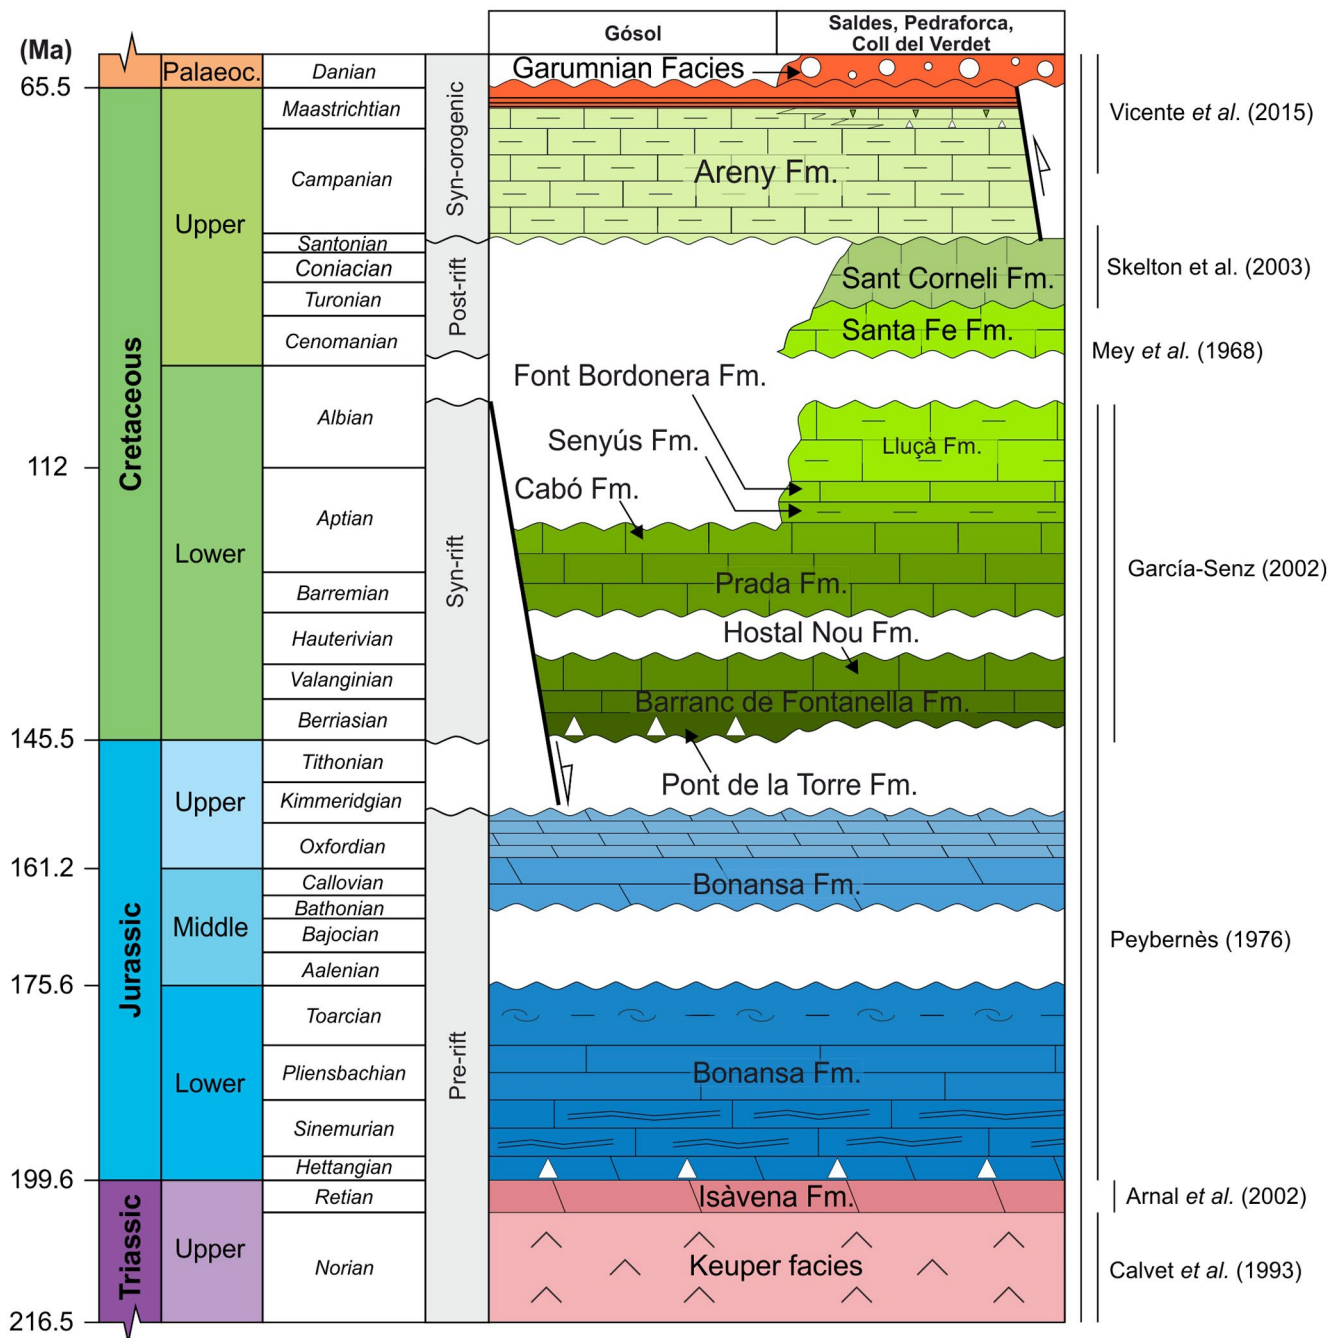 (Ma)
Gósol
Saldes, Pedraforca,
Coll del Verdet
Palaeoc.
Danian
Garumnian Facies
65.5
Maastrichtian
Vicente et al. (2015)
Syn-orogenic
Campanian
Areny Fm.
Upper
Santonian
Coniacian
Sant Corneli Fm.
Skelton et al. (2003)
Post-rift
Turonian
Santa Fe Fm.
Cenomanian
Mey et al. (1968)
Cretaceous
Font Bordonera Fm.
Albian
Senyús Fm.
Lluçà Fm.
112
Cabó Fm.
Aptian
Lower
Syn-rift
García-Senz (2002)
Barremian
Prada Fm.
Hauterivian
Hostal Nou Fm.
Valanginian
Barranc de Fontanella Fm.
Berriasian
145.5
Tithonian
Pont de la Torre Fm.
Upper
Kimmeridgian
Oxfordian
161.2
Callovian
Bonansa Fm.
Bathonian
Middle
Bajocian
Peybernès (1976)
Jurassic
Aalenian
175.6
Toarcian
Pre-rift
Pliensbachian
Bonansa Fm.
Lower
Sinemurian
Hettangian
199.6
Retian
Isàvena Fm.
Arnal et al. (2002)
Triassic
Upper
Norian
Keuper facies
Calvet et al. (1993)
216.5